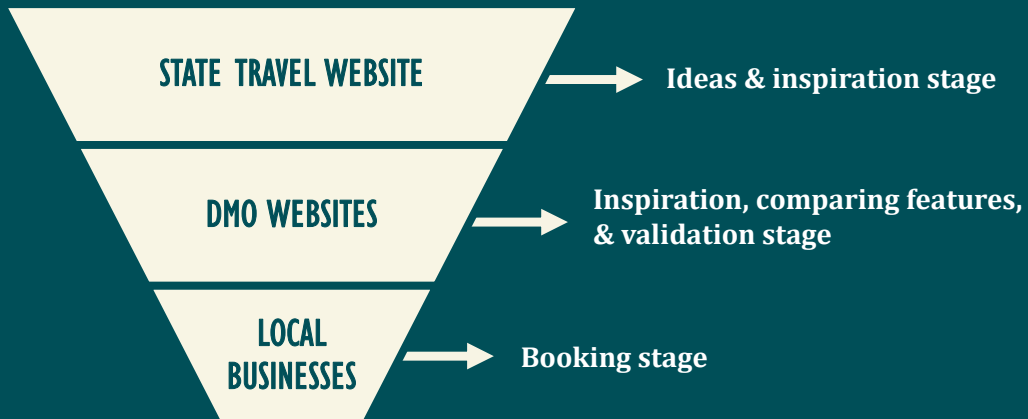 STATE TRAVEL WEBSITE
Ideas & inspiration stage
DMO WEBSITES
Inspiration, comparing features,
& validation stage
LOCAL
BUSINESSES
Booking stage